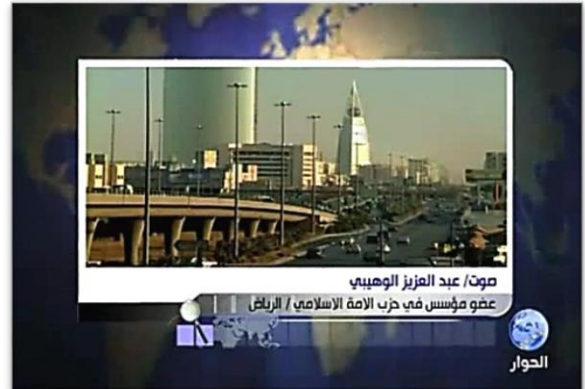 صوت/ عبد العزيز الوهيبي
عضو مؤسس في حزب الامة الاسلامي / الرياض
الحوار